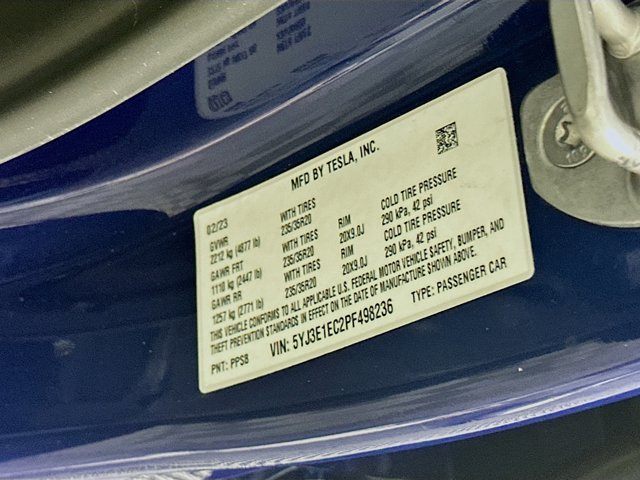 MFD BY TESLA, INC.
02/23
GVWR WITH TIRES RIM COLD TIRE PRESSURE
2212 kg (4877 lb) 235/35R20 20X9.0J 290 kPa, 42 psi
GAWR FRT WITH TIRES RIM COLD TIRE PRESSURE
1110 kg (2447 lb) 235/35R20 20X9.0J 290 kPa, 42 psi
GAWR RR WITH TIRES
1257 kg (2771 lb) 235/35R20
THIS VEHICLE CONFORMS TO ALL APPLICABLE U.S. FEDERAL MOTOR VEHICLE SAFETY, BUMPER, AND
THEFT PREVENTION STANDARDS IN EFFECT ON THE DATE OF MANUFACTURE SHOWN ABOVE.
PNT: PPSB VIN: 5YJ3E1EC2PF498236 TYPE: PASSENGER CAR